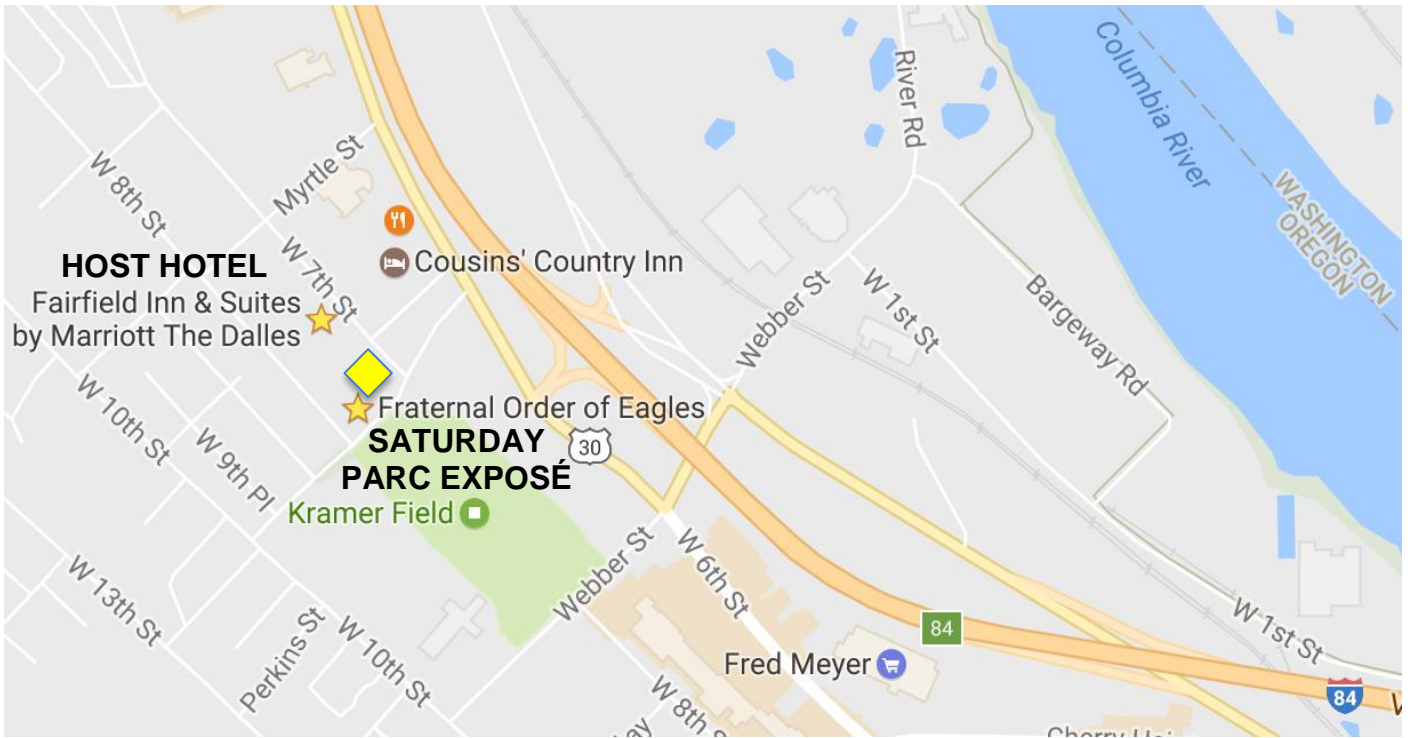 River Rd
Columbia River
WASHINGTON
OREGON
Myrtle St
W 8th St
W 7th St
HOST HOTEL
Fairfield Inn & Suites
by Marriott The Dalles
Cousins' Country Inn
Webber St
W 1st St
Bargeway Rd
W 10th St
W 9th Pl
Fraternal Order of Eagles
SATURDAY
PARC EXPOSÉ
30
Kramer Field
W 13th St
Perkins St
W 10th St
Webber St
W 6th St
84
Fred Meyer
W 1st St
84
W 8th S